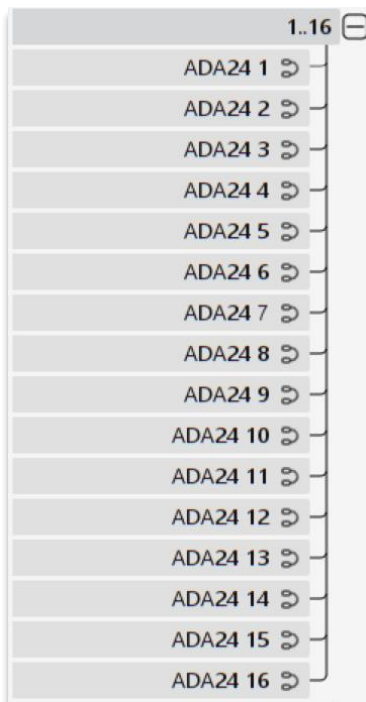 1..16
ADA24 1
ADA24 2
ADA24 3
ADA24 4
ADA24 5
ADA24 6
ADA24 7
ADA24 8
ADA24 9
ADA24 10
ADA24 11
ADA24 12
ADA24 13
ADA24 14
ADA24 15
ADA24 16